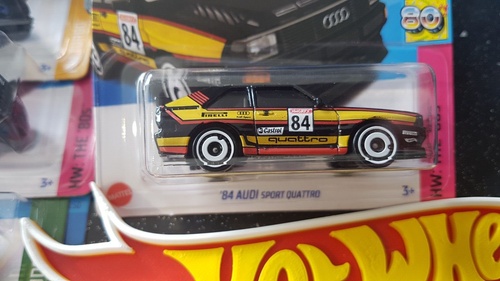 84
80
HW: THE '80s
PIRELLI
Castrol
84
quattro
HW: THE '80s
3+
'84 AUDI SPORT QUATTRO
3+
HOT WHE